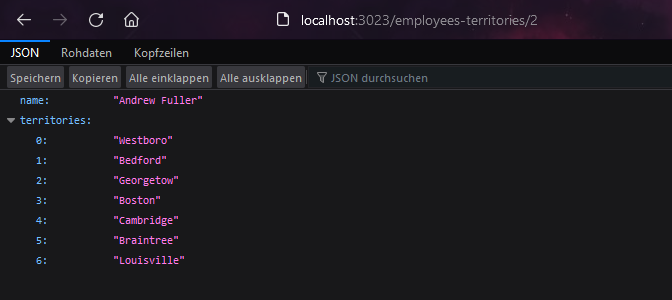 localhost:3023/employees-territories/2
JSON Rohdaten Kopfzeilen
Speichern Kopieren Alle einklappen Alle ausklappen JSON durchsuchen
name: "Andrew Fuller"
territories:
0: "Westboro"
1: "Bedford"
2: "Georgetow"
3: "Boston"
4: "Cambridge"
5: "Braintree"
6: "Louisville"